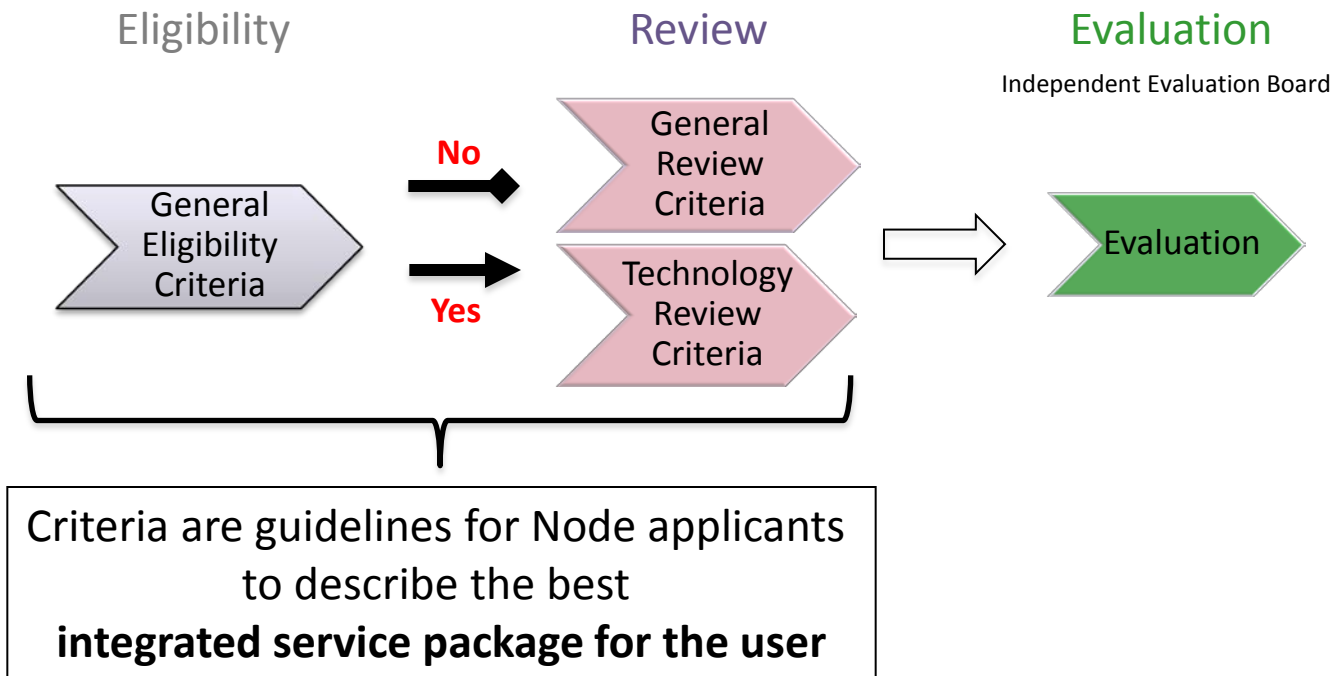 Eligibility
Review
Evaluation
Independent Evaluation Board
General
Eligibility
Criteria
No
Yes
General
Review
Criteria
Technology
Review
Criteria
Evaluation
Criteria are guidelines for Node applicants
to describe the best
integrated service package for the user